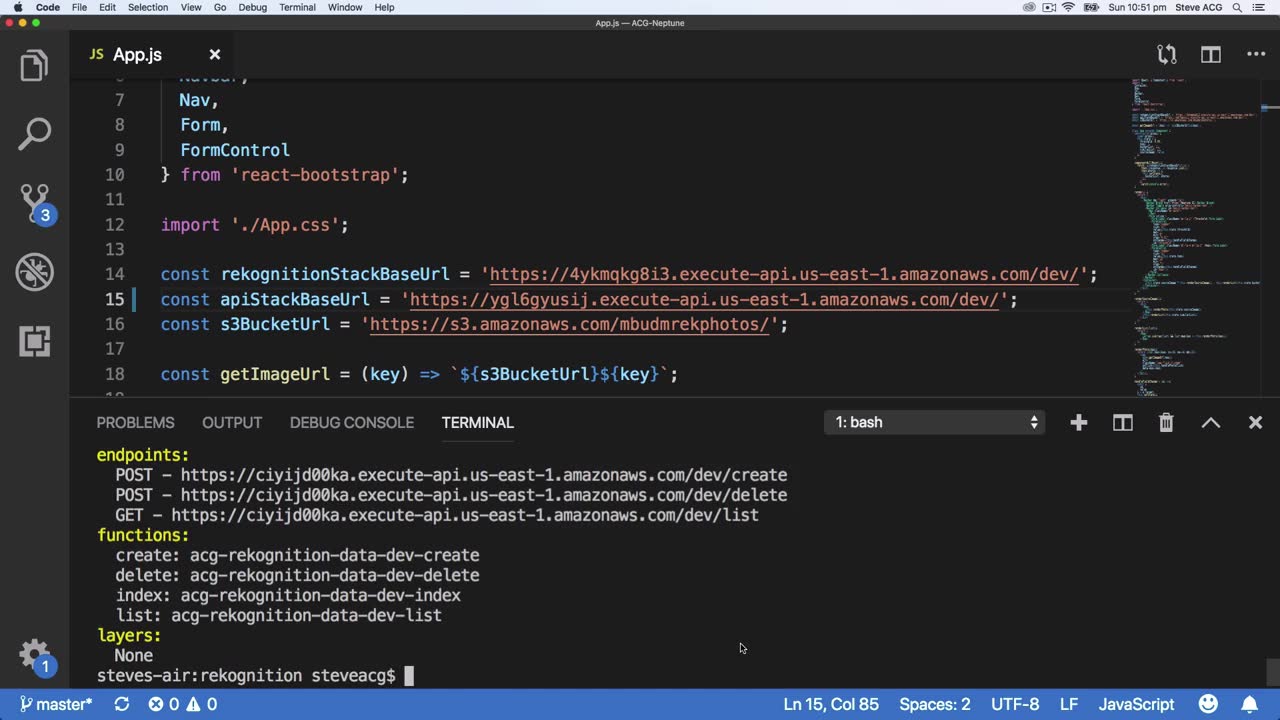 Code File Edit Selection View Go Debug Terminal Window Help Sun 10:51 pm Steve ACG
App.js — ACG-Neptune
JS App.js
7 Nav,
8 Form,
9 FormControl
10 } from 'react-bootstrap';
11
12 import './App.css';
13
14 const rekognitionStackBaseUrl = 'https://4ykmqkg8i3.execute-api.us-east-1.amazonaws.com/dev/';
15 const apiStackBaseUrl = 'https://ygl6gyusij.execute-api.us-east-1.amazonaws.com/dev/';
16 const s3BucketUrl = 'https://s3.amazonaws.com/mbudmrekphotos/';
17
18 const getImageUrl = (key) => `${s3BucketUrl}${key}`;
3
PROBLEMS OUTPUT DEBUG CONSOLE TERMINAL 1: bash
endpoints:
POST - https://ciyijd00ka.execute-api.us-east-1.amazonaws.com/dev/create
POST - https://ciyijd00ka.execute-api.us-east-1.amazonaws.com/dev/delete
GET - https://ciyijd00ka.execute-api.us-east-1.amazonaws.com/dev/list
functions:
create: acg-rekognition-data-dev-create
delete: acg-rekognition-data-dev-delete
index: acg-rekognition-data-dev-index
list: acg-rekognition-data-dev-list
layers:
None
steves-air:rekognition steveacg$
1
master* 0 0 Ln 15, Col 85 Spaces: 2 UTF-8 LF JavaScript